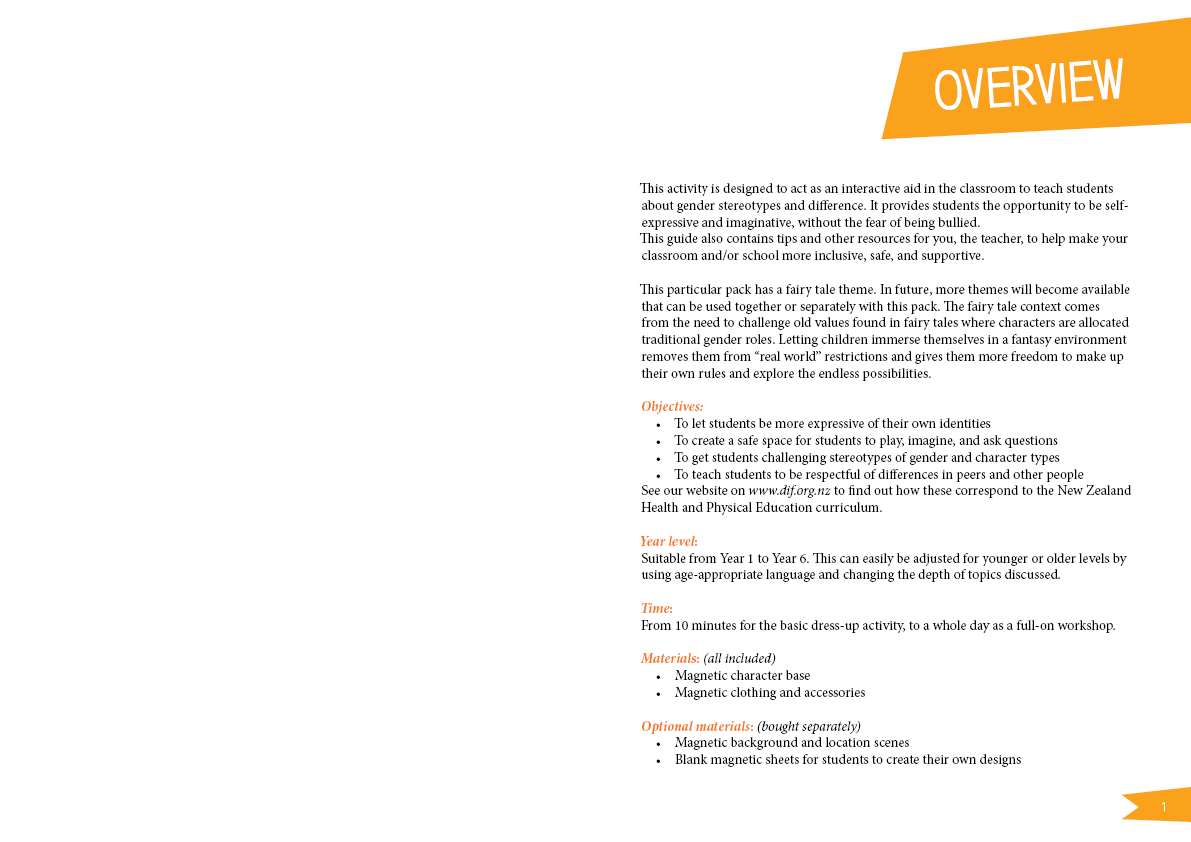 OVERVIEW
This activity is designed to act as an interactive aid in the classroom to teach students
about gender stereotypes and difference. It provides students the opportunity to be self-
expressive and imaginative, without the fear of being bullied.
This guide also contains tips and other resources for you, the teacher, to help make your
classroom and/or school more inclusive, safe, and supportive.
This particular pack has a fairy tale theme. In future, more themes will become available
that can be used together or separately with this pack. The fairy tale context comes
from the need to challenge old values found in fairy tales where characters are allocated
traditional gender roles. Letting children immerse themselves in a fantasy environment
removes them from “real world” restrictions and gives them more freedom to make up
their own rules and explore the endless possibilities.
Objectives:
• To let students be more expressive of their own identities
• To create a safe space for students to play, imagine, and ask questions
• To get students challenging stereotypes of gender and character types
• To teach students to be respectful of differences in peers and other people
See our website on www.dif.org.nz to find out how these correspond to the New Zealand
Health and Physical Education curriculum.
Year level:
Suitable from Year 1 to Year 6. This can easily be adjusted for younger or older levels by
using age-appropriate language and changing the depth of topics discussed.
Time:
From 10 minutes for the basic dress-up activity, to a whole day as a full-on workshop.
Materials: (all included)
• Magnetic character base
• Magnetic clothing and accessories
Optional materials: (bought separately)
• Magnetic background and location scenes
• Blank magnetic sheets for students to create their own designs
1